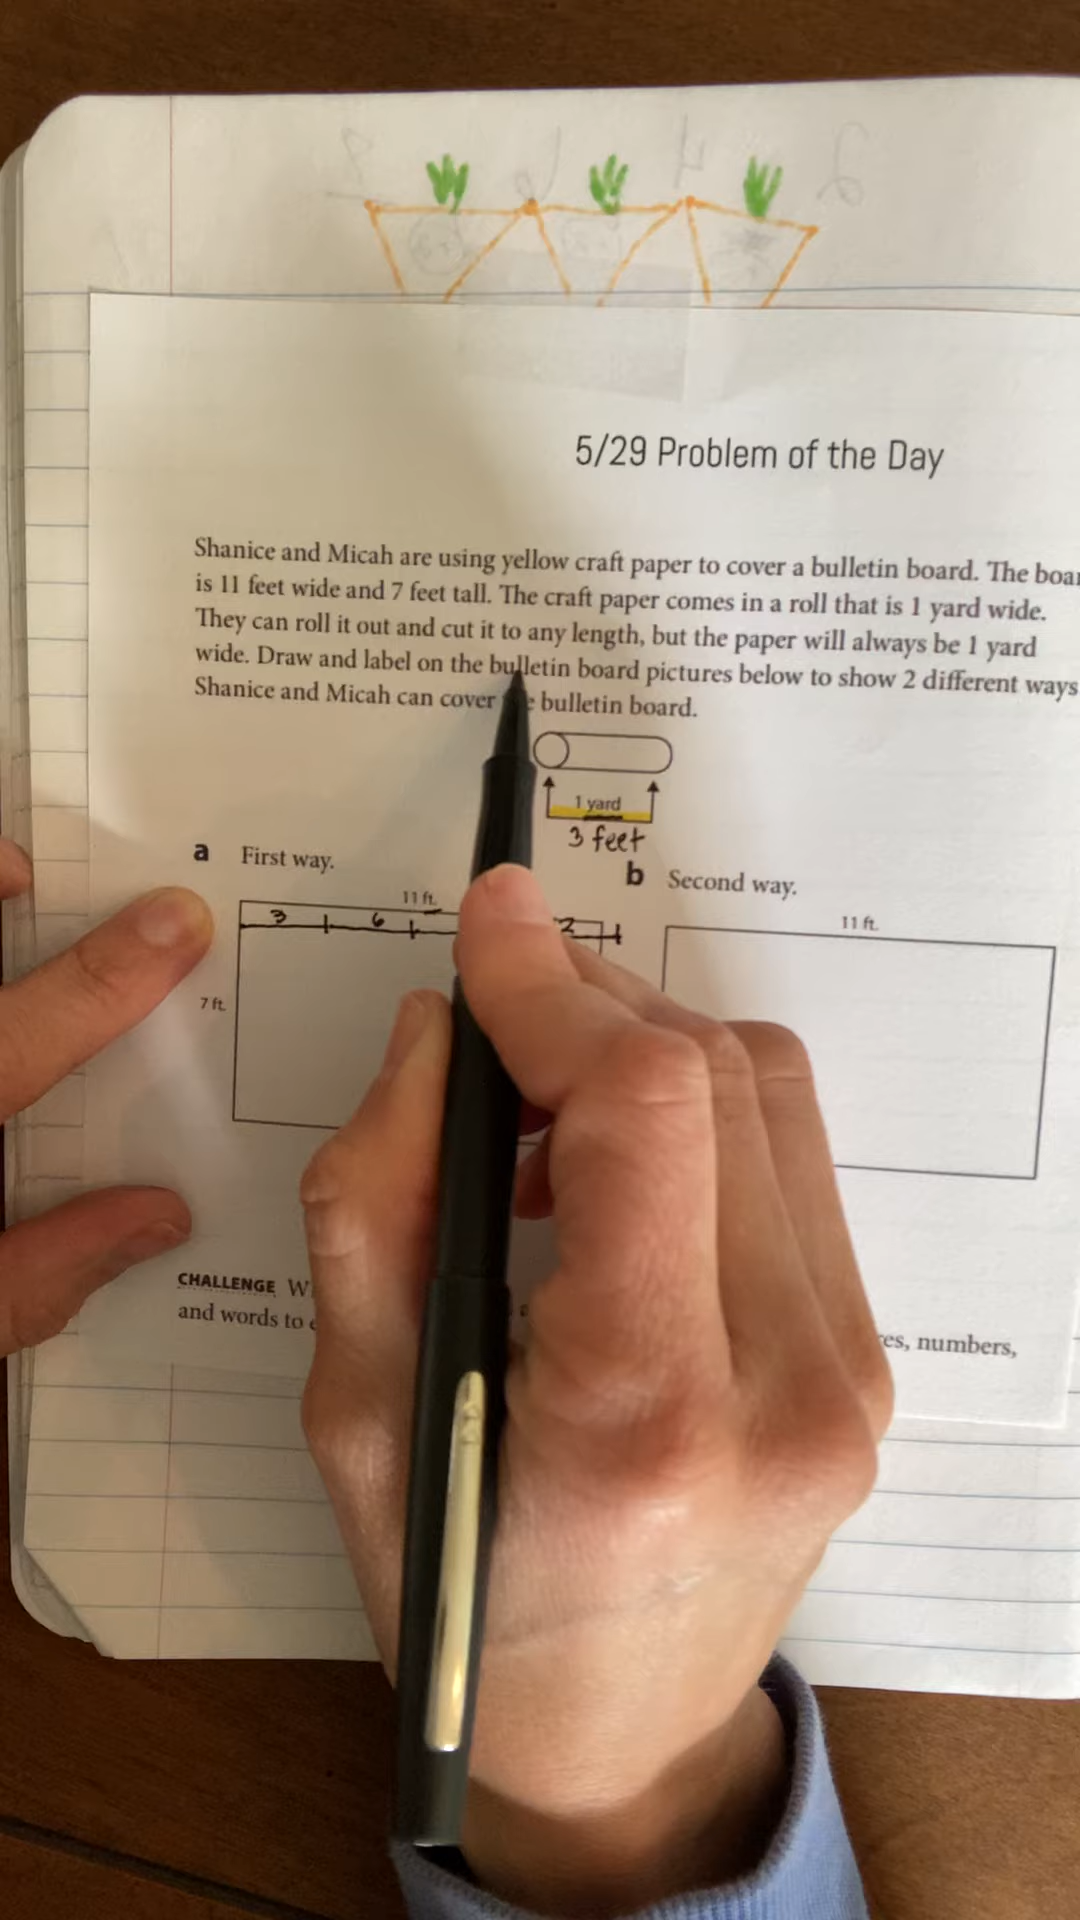 5/29 Problem of the Day
Shanice and Micah are using yellow craft paper to cover a bulletin board. The
is 11 feet wide and 7 feet tall. The craft paper comes in a roll that is 1 yard wide.
They can roll it out and cut it to any length, but the paper will always be 1 yard
wide. Draw and label on the bulletin board pictures below to show 2 different ways
Shanice and Micah can cover bulletin board.
1 yard
3 feet
a First way.
b Second way.
11 ft.
11 ft.
3 6 2
7 ft.
CHALLENGE
and words to
numbers,